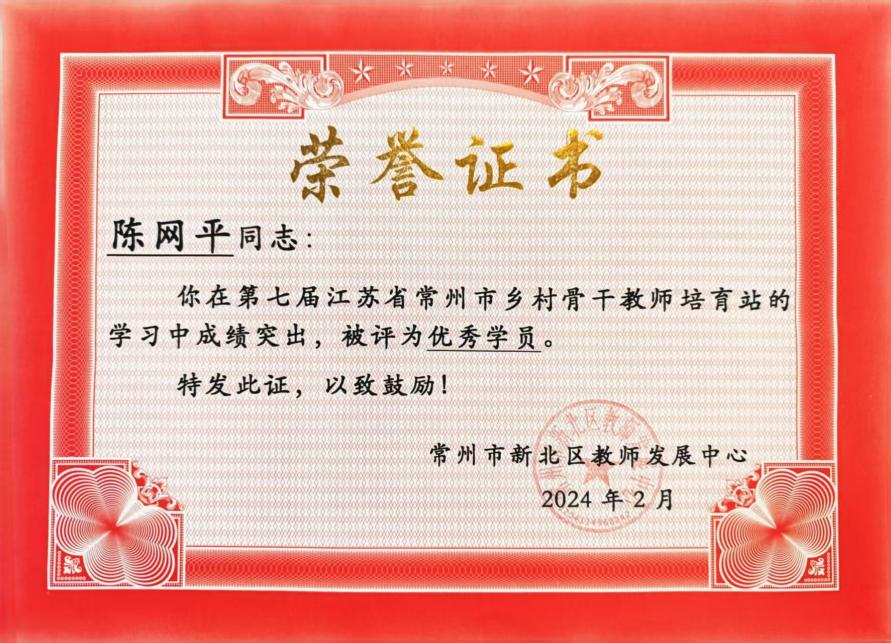 荣誉证书
陈网平同志：
你在第七届江苏省常州市乡村骨干教师培育站的
学习中成绩突出，被评为优秀学员。
特发此证，以致鼓励！
常州市新北区教师发展中心
2024 年 2 月